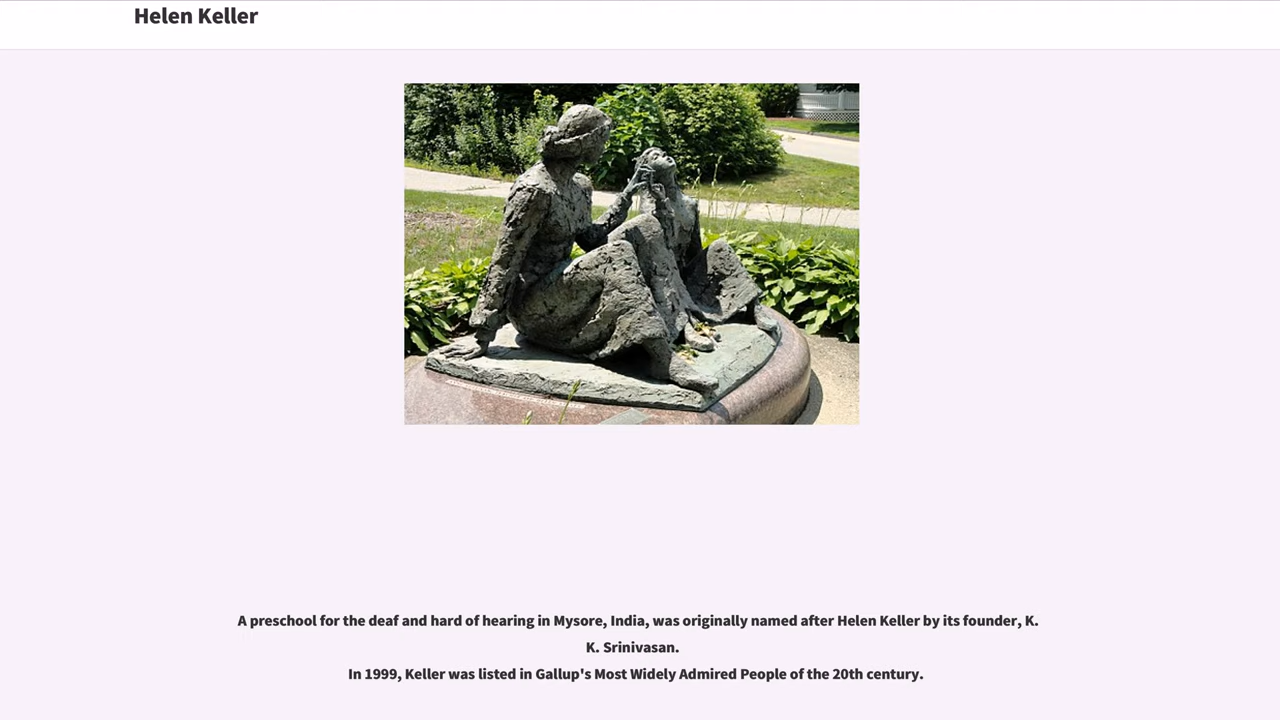 Helen Keller
A preschool for the deaf and hard of hearing in Mysore, India, was originally named after Helen Keller by its founder, K.
K. Srinivasan.
In 1999, Keller was listed in Gallup's Most Widely Admired People of the 20th century.